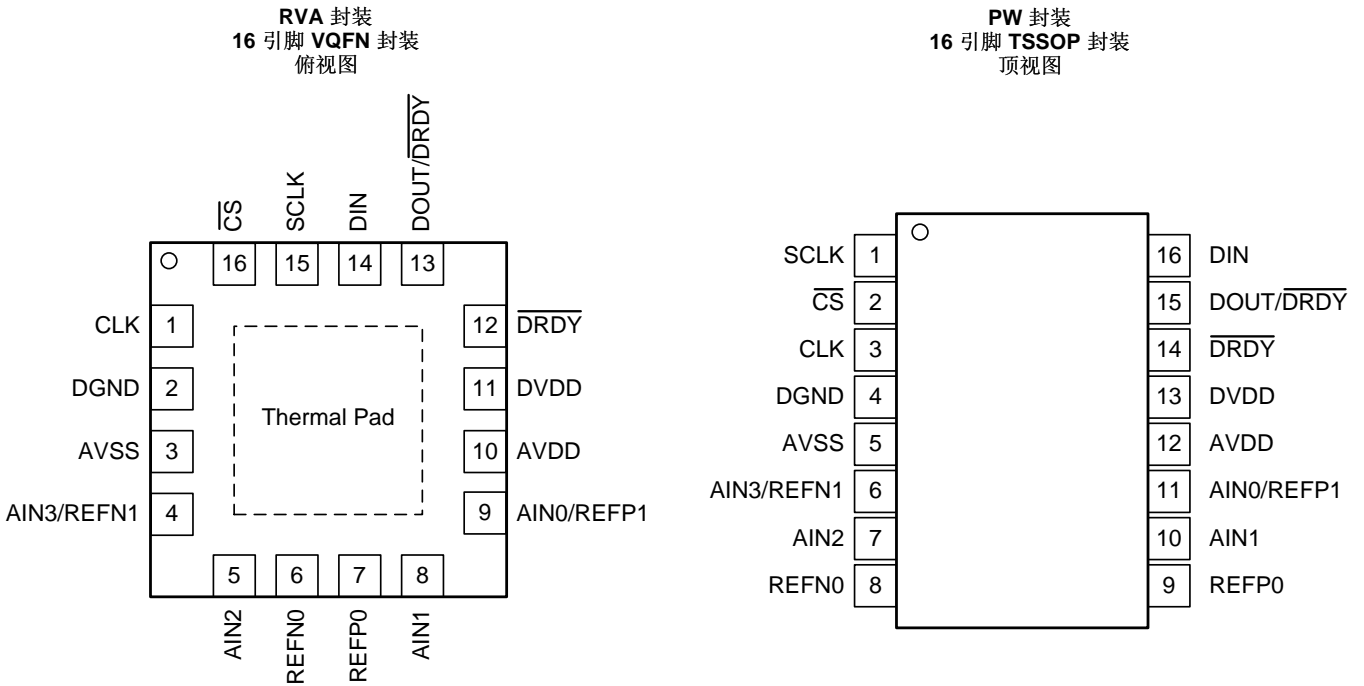 RVA 封装
16 引脚 VQFN 封装
俯视图
CS
SCLK
DIN
DOUT/DRDY
16
15
14
13
CLK 1
12 DRDY
DGND 2
11 DVDD
Thermal Pad
AVSS 3
10 AVDD
AIN3/REFN1 4
9 AIN0/REFP1
5
6
7
8
AIN2
REFN0
REFP0
AIN1
PW 封装
16 引脚 TSSOP 封装
顶视图
SCLK 1
16 DIN
CS 2
15 DOUT/DRDY
CLK 3
14 DRDY
DGND 4
13 DVDD
AVSS 5
12 AVDD
AIN3/REFN1 6
11 AIN0/REFP1
AIN2 7
10 AIN1
REFN0 8
9 REFP0